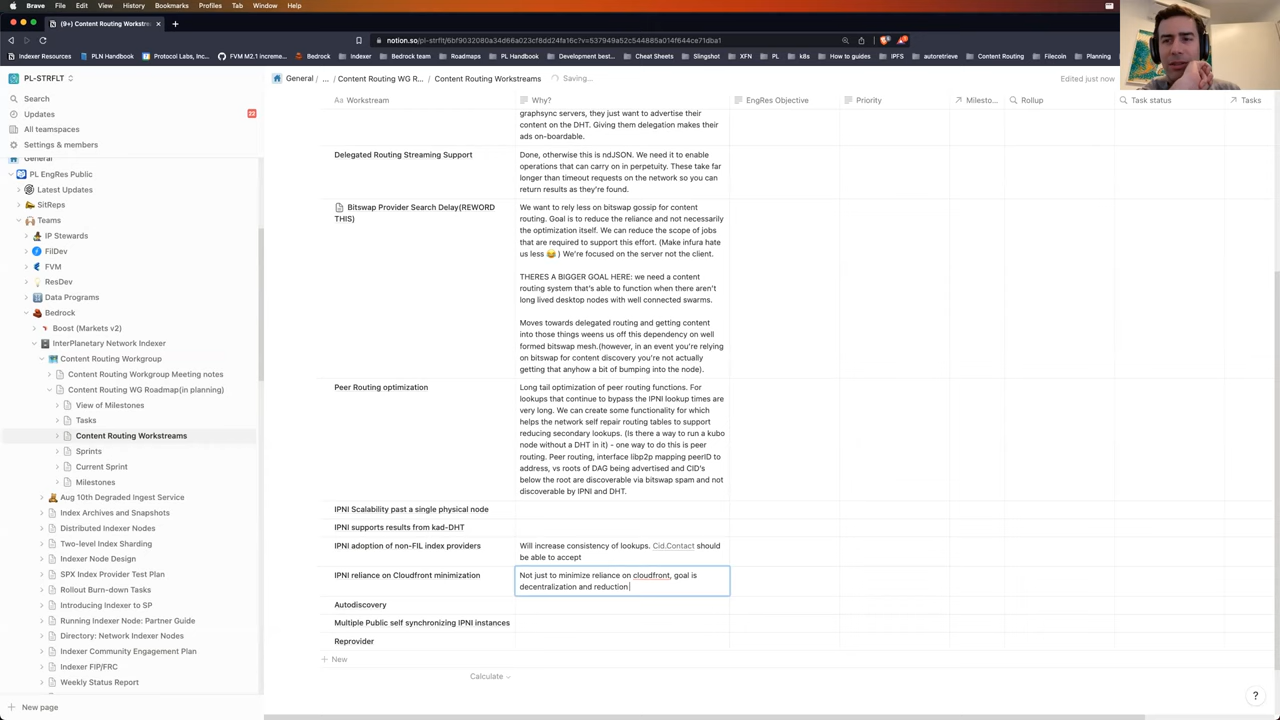 Brave File Edit View History Bookmarks Profiles Tab Window Help
(9+) Content Routing Workstrea
notion.so/pl-strflt/6bf9032080a34d66a023cf8dd24fa16c?v=537949a52c544885a014ce71dba1
Indexer Resources PLN Handbook Protocol Labs, Inc... FVM M2.1 Increme... Bedrock Roadmaps PL Handbook Development Cheat Sheets Slingshot XFN PL k8s How-to guides IPFS autoretrieve Content Routing Filecoin Planning
PL-STRFLT
General / ... / Content Routing WG R... / Content Routing Workstreams Saving...
Edited just now
Search
Updates 22
All teamspaces
Settings & members
General
PL EngRes Public
Latest Updates
SitReps
Teams
IP Stewards
FilDev
FVM
ResDev
Data Programs
Bedrock
Boost (Markets v2)
InterPlanetary Network Indexer
Content Routing Workgroup
Content Routing Workgroup Meeting notes
Content Routing WG Roadmap(in planning)
View of Milestones
Tasks
Content Routing Workstreams
Sprints
Current Sprint
Milestones
Aug 10th Degraded Ingest Service
Index Archives and Snapshots
Distributed Indexer Nodes
Two-level Index Sharding
Indexer Node Design
SPX Index Provider Test Plan
Rollout Burn-down Tasks
Introducing Indexer to SP
Running Indexer Node: Partner Guide
Directory: Network Indexer Nodes
Indexer Community Engagement Plan
Indexer FIP/FRC
Weekly Status Report
New page
Aa Workstream Why? EngRes Objective Priority Milesto... Rollup Task status Tasks
graphsync servers, they just want to advertise their
content on the DHT. Giving them delegation makes their
ads on-boardable.
Delegated Routing Streaming Support
Done, otherwise this is ndJSON. We need it to enable
operations that can carry on in perpetuity. These take far
longer than timeout requests on the network so you can
return results as they're found.
Bitswap Provider Search Delay(REWORD
THIS)
We want to rely less on bitswap gossip for content
routing. Goal is to reduce the reliance and not necessarily
the optimization itself. We can reduce the scope of jobs
that are required to support this effort. (Make infura hate
us less 😂 ) We're focused on the server not the client.
THERES A BIGGER GOAL HERE: we need a content
routing system that's able to function when there aren't
long lived desktop nodes with well connected swarms.
Moves towards delegated routing and getting content
into those things weens us off this dependency on well
formed bitswap mesh.(however, in an event you're relying
on bitswap for content discovery you're not actually
getting that anyhow a bit of bumping into the node).
Peer Routing optimization
Long tail optimization of peer routing functions. For
lookups that continue to bypass the IPNI lookup times are
very long. We can create some functionality for which
helps the network self repair routing tables to support
reducing secondary lookups. (Is there a way to run a kubo
node without a DHT in it) - one way to do this is peer
routing. Peer routing, interface libp2p mapping peerID to
address, vs roots of DAG being advertised and CID's
below the root are discoverable via bitswap spam and not
discoverable by IPNI and DHT.
IPNI Scalability past a single physical node
IPNI supports results from kad-DHT
IPNI adoption of non-FIL index providers
Will increase consistency of lookups. Cid.Contact should
be able to accept
IPNI reliance on Cloudfront minimization
Not just to minimize reliance on cloudfront, goal is
decentralization and reduction
Autodiscovery
Multiple Public self synchronizing IPNI instances
Reprovider
+ New
Calculate
?